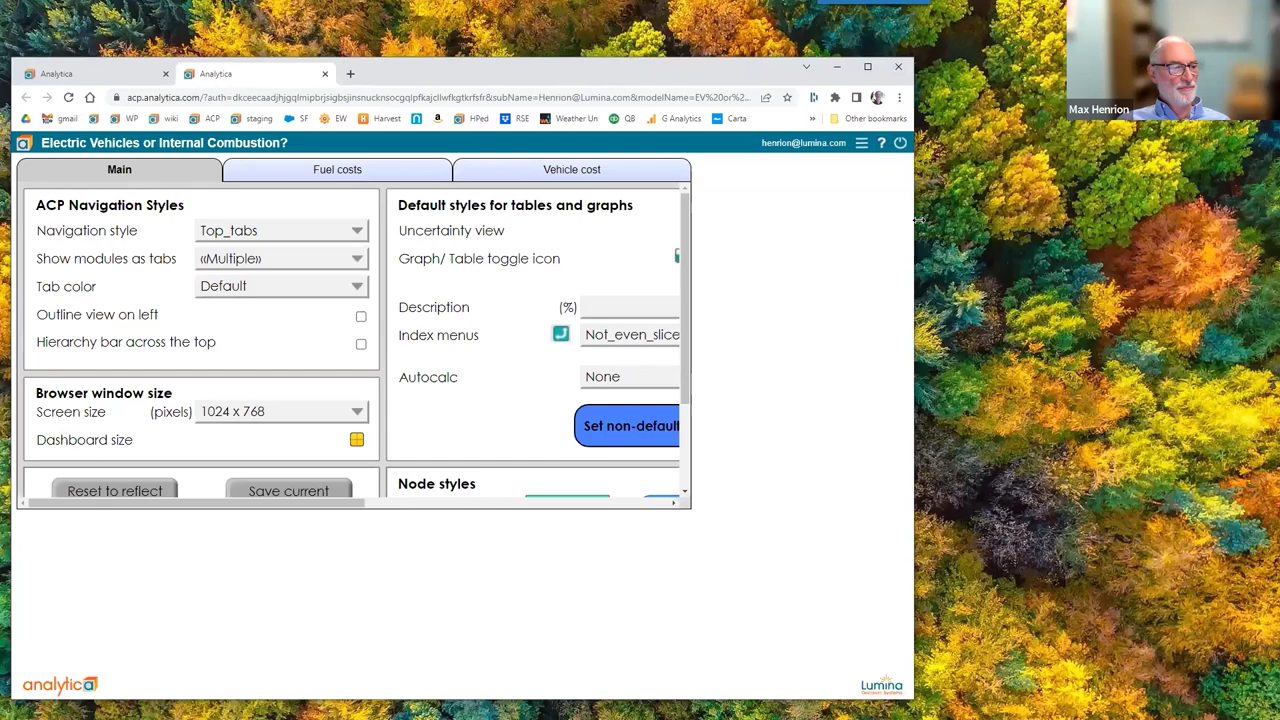 Analytica
Analytica
acp.analytica.com/?auth=dkceecaadjhjgqlmipbrjsigbsjinsnucknsocgqlpfkajcllwfkgtkrfsfr&subName=Henrion@Lumina.com&modelName=EV%20or%2...
gmail WP wiki ACP staging SF EW Harvest HPed RSE Weather Un QB G Analytics Carta » Other bookmarks
Electric Vehicles or Internal Combustion?
henrion@lumina.com
Main
Fuel costs
Vehicle cost
ACP Navigation Styles
Navigation style Top_tabs
Show modules as tabs «Multiple»
Tab color Default
Outline view on left
Hierarchy bar across the top
Browser window size
Screen size (pixels) 1024 x 768
Dashboard size
Reset to reflect Save current
Default styles for tables and graphs
Uncertainty view
Graph/ Table toggle icon
Description (%)
Index menus Not_even_slice
Autocalc None
Set non-default
Node styles
analytica
Lumina
Decision Systems
Max Henrion